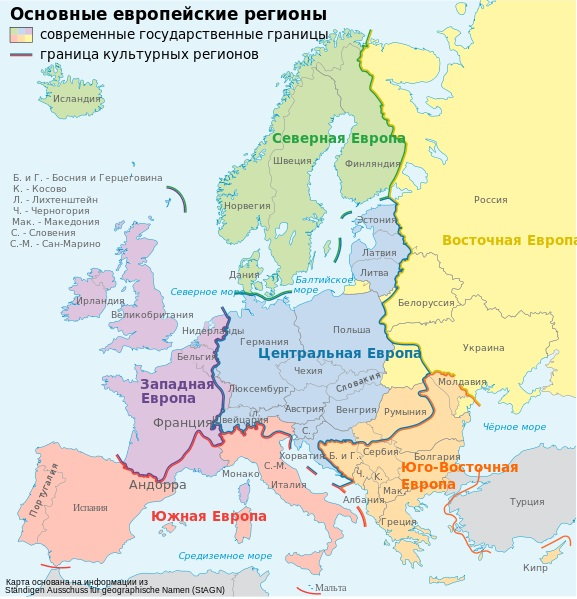 Основные европейские регионы
современные государственные границы
граница культурных регионов
Исландия
Северная Европа
Швеция
Финляндия
Б. и Г. - Босния и Герцеговина
К. - Косово
Л. - Лихтенштейн
Ч. - Черногория
Мак. - Македония
С. - Словения
С.-М. - Сан-Марино
Норвегия
Россия
Эстония
Восточная Европа
Латвия
Литва
Дания
Балтийское
море
Северное море
Ирландия
Великобритания
Белоруссия
Нидерланды
Польша
Германия
Украина
Бельгия
Центральная Европа
Чехия
Словакия
Молдавия
Западная
Европа
Люксембург
Австрия
Венгрия
Румыния
Франция
Швейцария
Л.
Чёрное море
Хорватия
Б. и Г.
Сербия
Болгария
С.-М.
Монако
Италия
Ч.
К.
Юго-Восточная
Европа
Португалия
Андорра
Мак.
Албания
Испания
Турция
Южная Европа
Греция
Средиземное море
Кипр
Мальта
Карта основана на информации из
Ständigen Ausschuss für geographische Namen (StAGN)